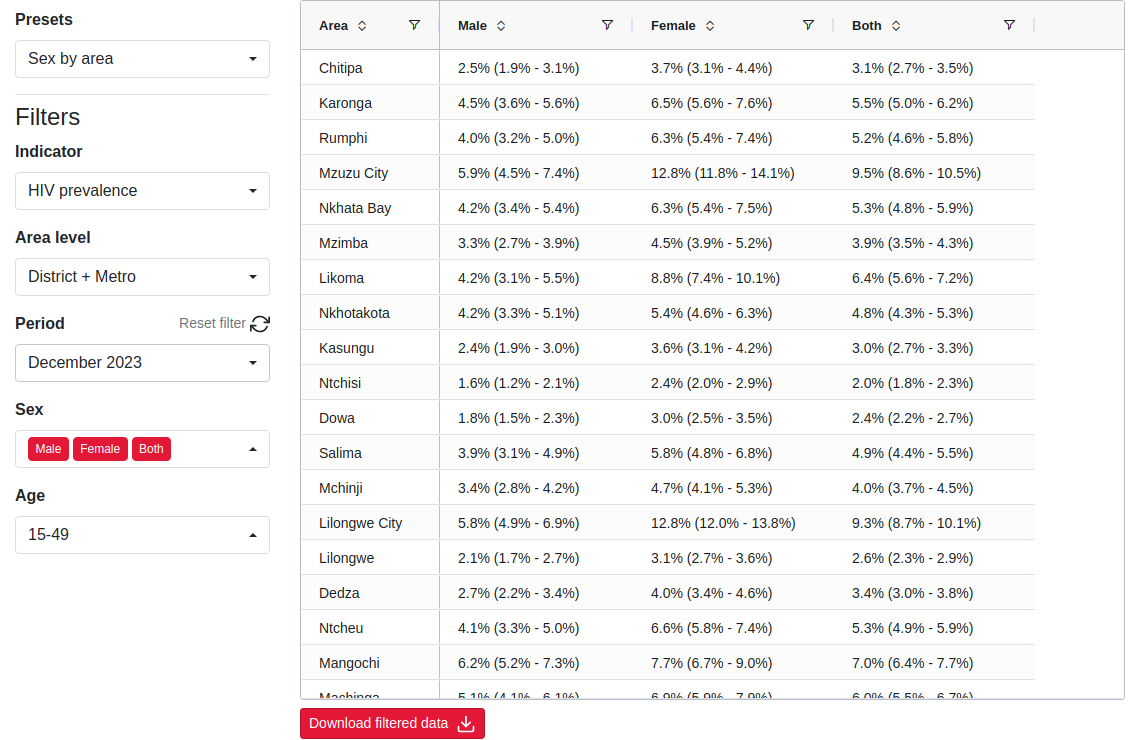 Presets
Sex by area
Filters
Indicator
HIV prevalence
Area level
District + Metro
Period Reset filter
December 2023
Sex
Male Female Both
Age
15-49
Area Male Female Both
Chitipa 2.5% (1.9% - 3.1%) 3.7% (3.1% - 4.4%) 3.1% (2.7% - 3.5%)
Karonga 4.5% (3.6% - 5.6%) 6.5% (5.6% - 7.6%) 5.5% (5.0% - 6.2%)
Rumphi 4.0% (3.2% - 5.0%) 6.3% (5.4% - 7.4%) 5.2% (4.6% - 5.8%)
Mzuzu City 5.9% (4.5% - 7.4%) 12.8% (11.8% - 14.1%) 9.5% (8.6% - 10.5%)
Nkhata Bay 4.2% (3.4% - 5.4%) 6.3% (5.4% - 7.5%) 5.3% (4.8% - 5.9%)
Mzimba 3.3% (2.7% - 3.9%) 4.5% (3.9% - 5.2%) 3.9% (3.5% - 4.3%)
Likoma 4.2% (3.1% - 5.5%) 8.8% (7.4% - 10.1%) 6.4% (5.6% - 7.2%)
Nkhotakota 4.2% (3.3% - 5.1%) 5.4% (4.6% - 6.3%) 4.8% (4.3% - 5.3%)
Kasungu 2.4% (1.9% - 3.0%) 3.6% (3.1% - 4.2%) 3.0% (2.7% - 3.3%)
Ntchisi 1.6% (1.2% - 2.1%) 2.4% (2.0% - 2.9%) 2.0% (1.8% - 2.3%)
Dowa 1.8% (1.5% - 2.3%) 3.0% (2.5% - 3.5%) 2.4% (2.2% - 2.7%)
Salima 3.9% (3.1% - 4.9%) 5.8% (4.8% - 6.8%) 4.9% (4.4% - 5.5%)
Mchinji 3.4% (2.8% - 4.2%) 4.7% (4.1% - 5.3%) 4.0% (3.7% - 4.5%)
Lilongwe City 5.8% (4.9% - 6.9%) 12.8% (12.0% - 13.8%) 9.3% (8.7% - 10.1%)
Lilongwe 2.1% (1.7% - 2.7%) 3.1% (2.7% - 3.6%) 2.6% (2.3% - 2.9%)
Dedza 2.7% (2.2% - 3.4%) 4.0% (3.4% - 4.6%) 3.4% (3.0% - 3.8%)
Ntcheu 4.1% (3.3% - 5.0%) 6.6% (5.8% - 7.4%) 5.3% (4.9% - 5.9%)
Mangochi 6.2% (5.2% - 7.3%) 7.7% (6.7% - 9.0%) 7.0% (6.4% - 7.7%)
Machinga 5.1% (4.1% - 6.1%) 6.9% (5.9% - 7.9%) 6.0% (5.5% - 6.7%)
Download filtered data